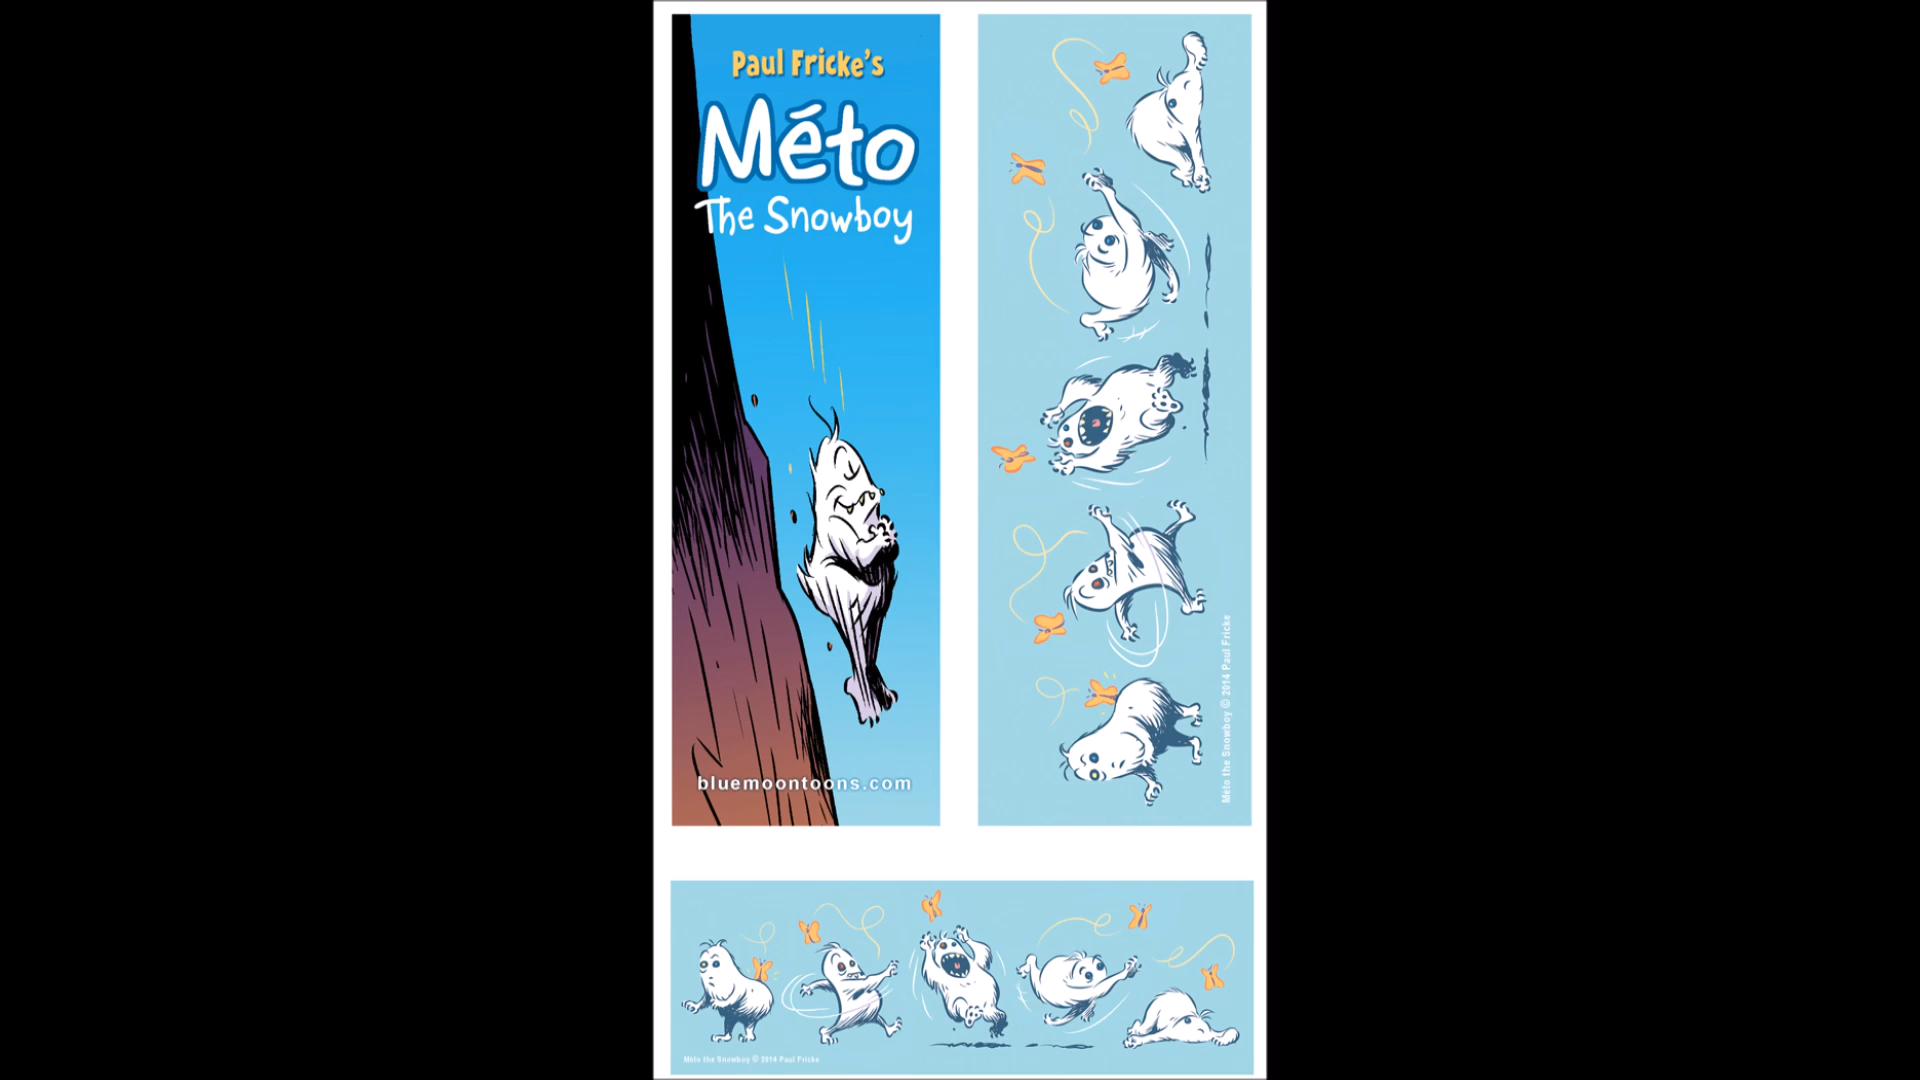 Paul Fricke's
Méto
The Snowboy
bluemoontoons.com
Méto the Snowboy © 2014 Paul Fricke
Méto the Snowboy © 2014 Paul Fricke